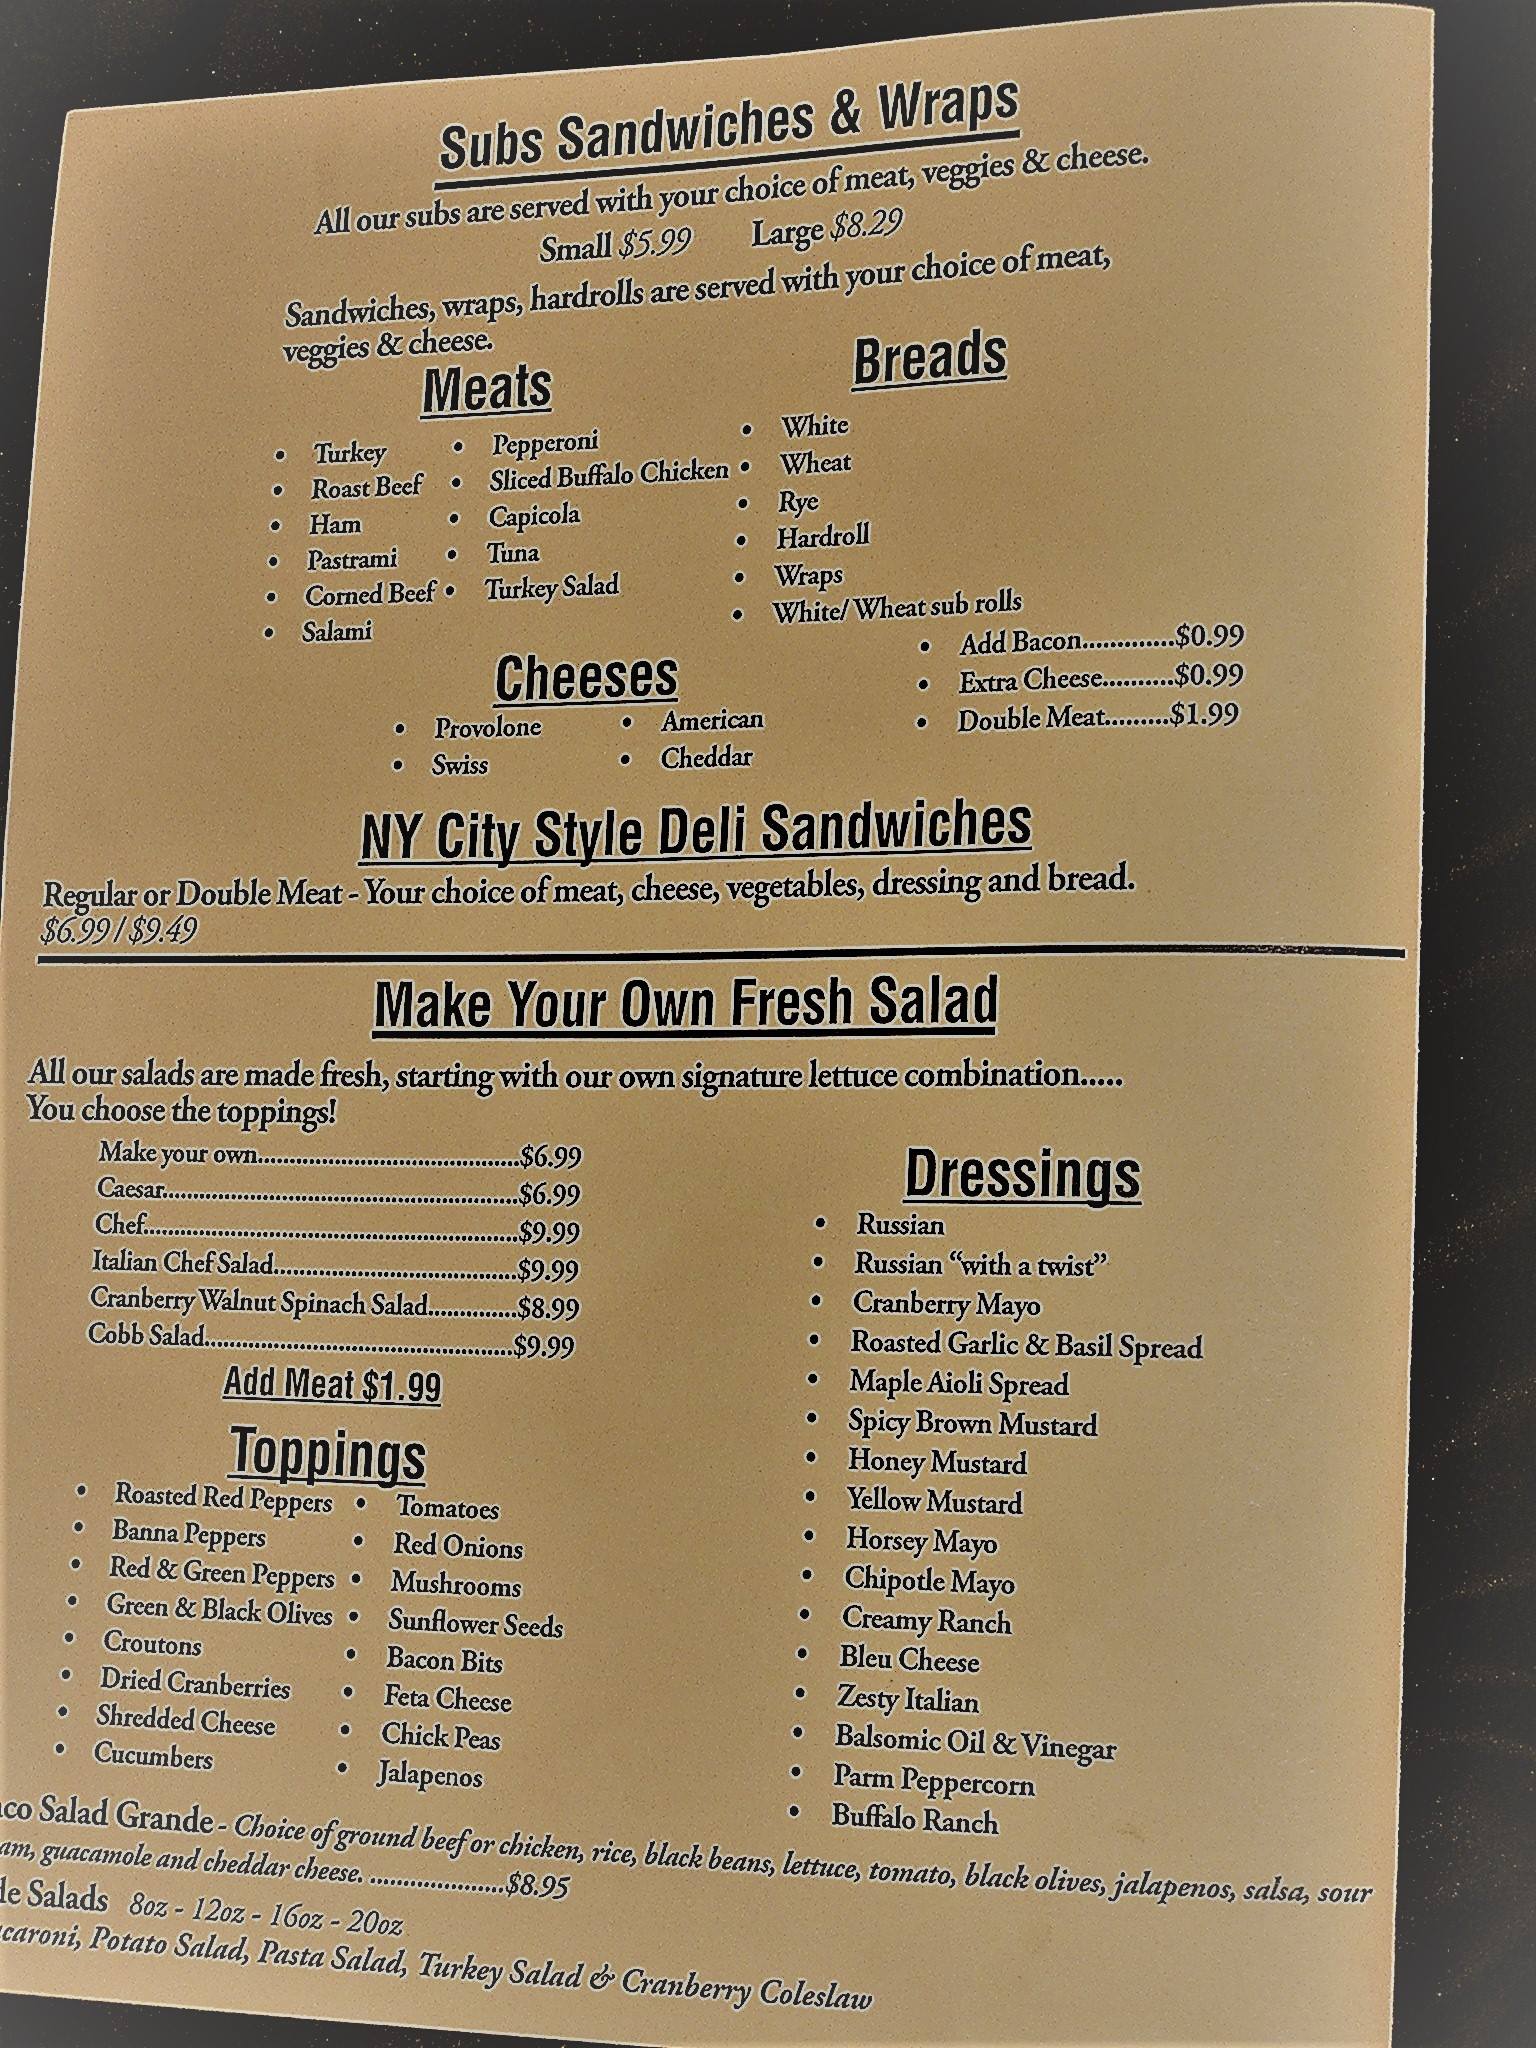 Subs Sandwiches & Wraps
All our subs are served with your choice of meat, veggies & cheese.
Small $5.99 Large $8.29
Sandwiches, wraps, hardrolls are served with your choice of meat,
veggies & cheese.
Meats
• Turkey
• Roast Beef
• Ham
• Pastrami
• Corned Beef
• Salami
• Pepperoni
• Sliced Buffalo Chicken
• Capicola
• Tuna
• Turkey Salad
Breads
• White
• Wheat
• Rye
• Hardroll
• Wraps
• White/ Wheat sub rolls
• Add Bacon.............$0.99
• Extra Cheese..........$0.99
• Double Meat.........$1.99
Cheeses
• Provolone
• Swiss
• American
• Cheddar
NY City Style Deli Sandwiches
Regular or Double Meat - Your choice of meat, cheese, vegetables, dressing and bread.
$6.99 / $9.49
Make Your Own Fresh Salad
All our salads are made fresh, starting with our own signature lettuce combination.....
You choose the toppings!
Make your own......................................$6.99
Caesar....................................................$6.99
Chef.......................................................$9.99
Italian Chef Salad....................................$9.99
Cranberry Walnut Spinach Salad..............$8.99
Cobb Salad..............................................$9.99
Add Meat $1.99
Toppings
• Roasted Red Peppers
• Banna Peppers
• Red & Green Peppers
• Green & Black Olives
• Croutons
• Dried Cranberries
• Shredded Cheese
• Cucumbers
• Tomatoes
• Red Onions
• Mushrooms
• Sunflower Seeds
• Bacon Bits
• Feta Cheese
• Chick Peas
• Jalapenos
Dressings
• Russian
• Russian “with a twist”
• Cranberry Mayo
• Roasted Garlic & Basil Spread
• Maple Aioli Spread
• Spicy Brown Mustard
• Honey Mustard
• Yellow Mustard
• Horsey Mayo
• Chipotle Mayo
• Creamy Ranch
• Bleu Cheese
• Zesty Italian
• Balsomic Oil & Vinegar
• Parm Peppercorn
• Buffalo Ranch
Salad Grande - Choice of ground beef or chicken, rice, black beans, lettuce, tomato, black olives, jalapenos, salsa, sour
guacamole and cheddar cheese. ....................$8.95
Salads 8oz - 12oz - 16oz - 20oz
Potato Salad, Pasta Salad, Turkey Salad & Cranberry Coleslaw